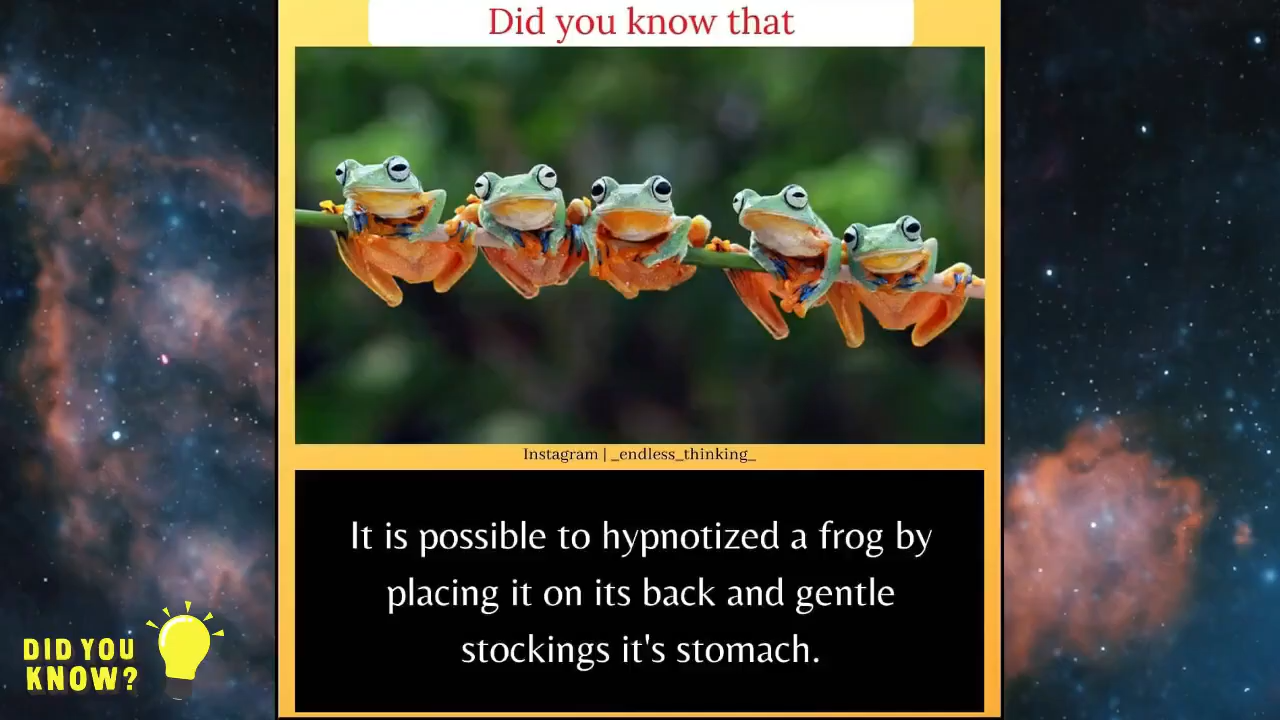 Did you know that
Instagram | _endless_thinking_
It is possible to hypnotized a frog by
placing it on its back and gentle
stockings it's stomach.
DID YOU
KNOW?